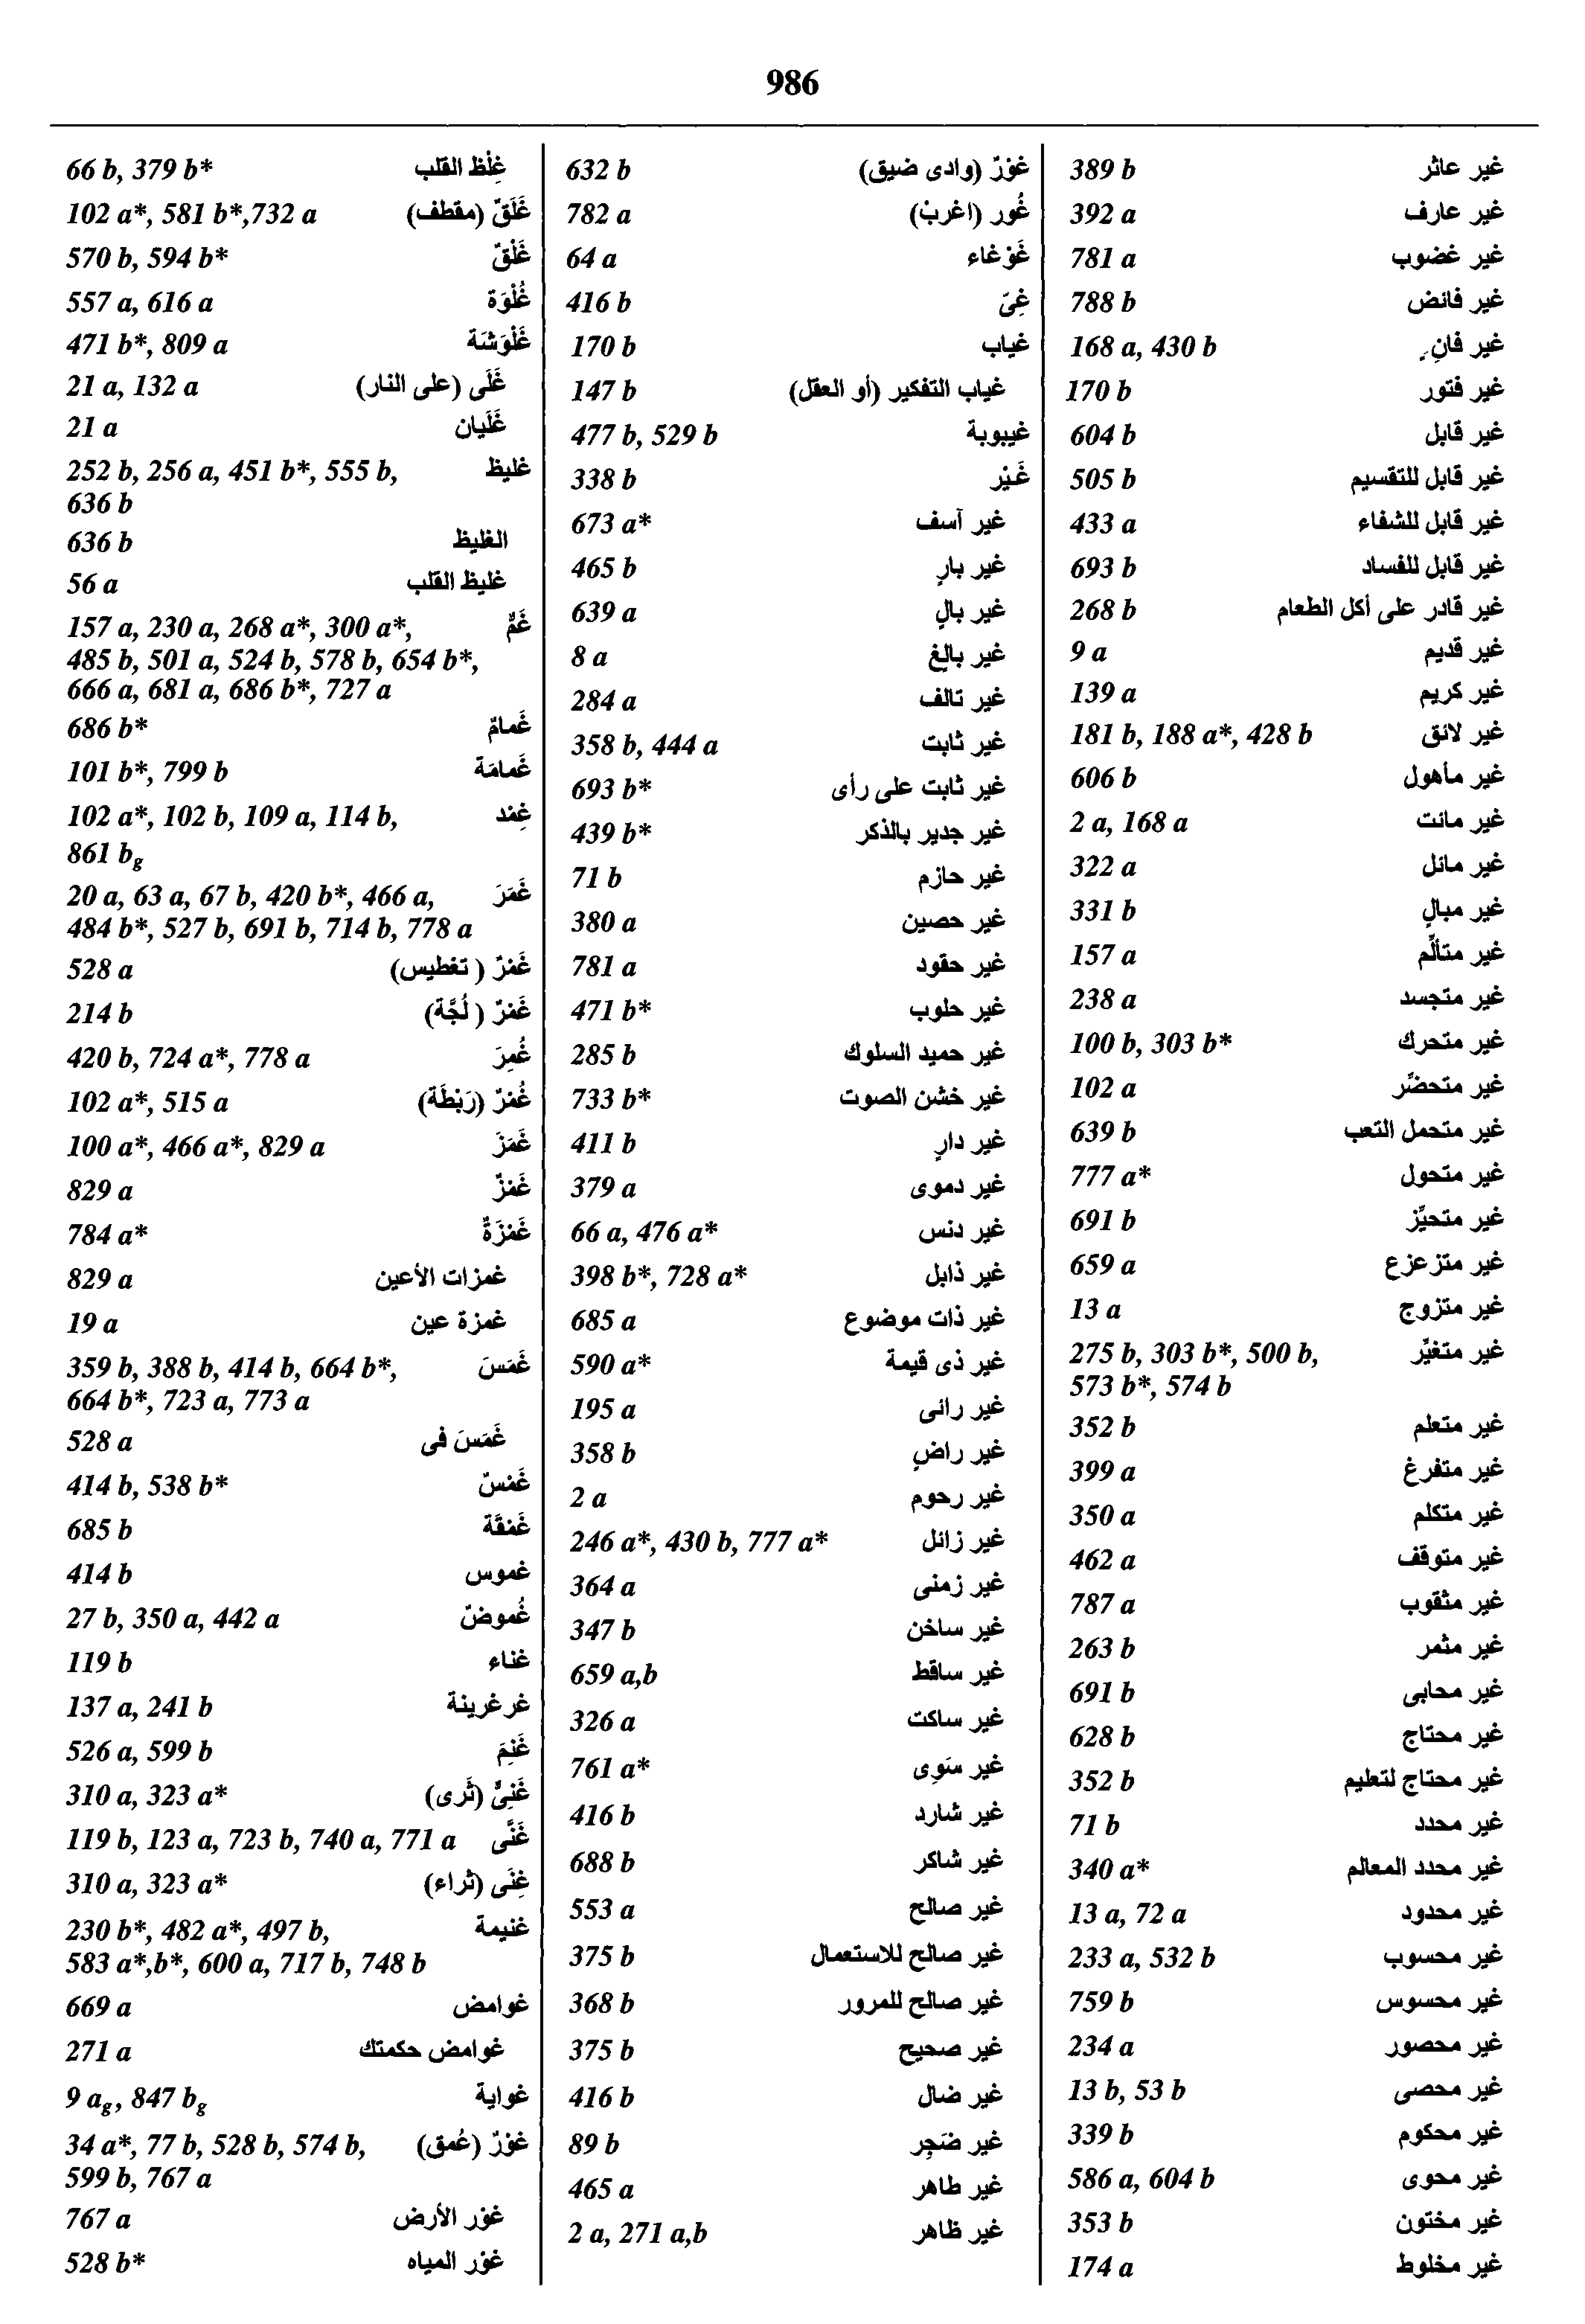 986
66 b, 379 b* غِلْظ القلب
102 a*, 581 b*,732 a غَلَقٌ (مقطف)
570 b, 594 b* غَلْقٌ
557 a, 616 a غُلْوَة
471 b*, 809 a غَلْوَشَة
21 a, 132 a غَلَى (على النار)
21 a غَلَيان
252 b, 256 a, 451 b*, 555 b, غليظ
636 b
636 b الغليظ
56 a غليظ القلب
157 a, 230 a, 268 a*, 300 a*, غَمٌّ
485 b, 501 a, 524 b, 578 b, 654 b*,
666 a, 681 a, 686 b*, 727 a
686 b* غَمامٌ
101 b*, 799 b غَمامَة
102 a*, 102 b, 109 a, 114 b, غِمْد
861 bg
20 a, 63 a, 67 b, 420 b*, 466 a, غَمَرَ
484 b*, 527 b, 691 b, 714 b, 778 a
528 a غَمْرٌ ( تغطيس)
214 b غَمْرٌ ( لُجَّة)
420 b, 724 a*, 778 a غُمِرَ
102 a*, 515 a غُمْرٌ (رَبْطَة)
100 a*, 466 a*, 829 a غَمَزَ
829 a غَمْزٌ
784 a* غَمْزَةٌ
829 a غمزات الأعين
19 a غمزة عين
359 b, 388 b, 414 b, 664 b*, غَمَسَ
664 b*, 723 a, 773 a
528 a غَمَسَ فى
414 b, 538 b* غَمْسٌ
685 b غَمْقَة
414 b غموس
27 b, 350 a, 442 a غُموضٌ
119 b غناء
137 a, 241 b غرغرينة
526 a, 599 b غَنِمَ
310 a, 323 a* غَنِىٌّ (ثَرى)
119 b, 123 a, 723 b, 740 a, 771 a غَنَّى
310 a, 323 a* غِنَى (ثراء)
230 b*, 482 a*, 497 b, غنيمة
583 a*,b*, 600 a, 717 b, 748 b
669 a غوامض
271 a غوامض حكمتك
9 ag, 847 bg غواية
34 a*, 77 b, 528 b, 574 b, غَوْرٌ (عُمق)
599 b, 767 a
767 a غَوْر الأرض
528 b* غَوْر المياه
632 b غَوْرٌ (وادى ضيق)
782 a غُور (اغربْ)
64 a غَوْغاء
416 b غِىّ
170 b غياب
147 b غياب التفكير (أو العقل)
477 b, 529 b غيبوبة
338 b غَيْر
673 a* غير آسف
465 b غير بارٍ
639 a غير بالٍ
8 a غير بالغ
284 a غير تالف
358 b, 444 a غير ثابت
693 b* غير ثابت على رأى
439 b* غير جدير بالذكر
71 b غير حازم
380 a غير حصين
781 a غير حقود
471 b* غير حلوب
285 b غير حميد السلوك
733 b* غير خشن الصوت
411 b غير دارٍ
379 a غير دموى
66 a, 476 a* غير دنس
398 b*, 728 a* غير ذابل
685 a غير ذات موضوع
590 a* غير ذى قيمة
195 a غير رائى
358 b غير راضٍ
2 a غير رحوم
246 a*, 430 b, 777 a* غير زائل
364 a غير زمنى
347 b غير ساخن
659 a,b غير ساقط
326 a غير ساكت
761 a* غير سَوِى
416 b غير شارد
688 b غير شاكر
553 a غير صالح
375 b غير صالح للاستعمال
368 b غير صالح للمرور
375 b غير صحيح
416 b غير ضال
89 b غير ضَجِر
465 a غير طاهر
2 a, 271 a,b غير ظاهر
389 b غير عاثر
392 a غير عارف
781 a غير غضوب
788 b غير فائض
168 a, 430 b غير فانٍ
170 b غير فتور
604 b غير قابل
505 b غير قابل للتقسيم
433 a غير قابل للشفاء
693 b غير قابل للفساد
268 b غير قادر على أكل الطعام
9 a غير قديم
139 a غير كريم
181 b, 188 a*, 428 b غير لائق
606 b غير مأهول
2 a, 168 a غير مائت
322 a غير مائل
331 b غير مبالٍ
157 a غير متألِّم
238 a غير متجسد
100 b, 303 b* غير متحرك
102 a غير متحضِّر
639 b غير متحمل التعب
777 a* غير متحول
691 b غير متحيِّز
659 a غير متزعزع
13 a غير متزوج
275 b, 303 b*, 500 b, غير متغيِّر
573 b*, 574 b
352 b غير متعلم
399 a غير متفرغ
350 a غير متكلم
462 a غير متوقف
787 a غير مثقوب
263 b غير مثمر
691 b غير محابى
628 b غير محتاج
352 b غير محتاج لتعليم
71 b غير محدد
340 a* غير محدد المعالم
13 a, 72 a غير محدود
233 a, 532 b غير محسوب
759 b غير محسوس
234 a غير محصور
13 b, 53 b غير محصى
339 b غير محكوم
586 a, 604 b غير محوى
353 b غير مختون
174 a غير مخلوط